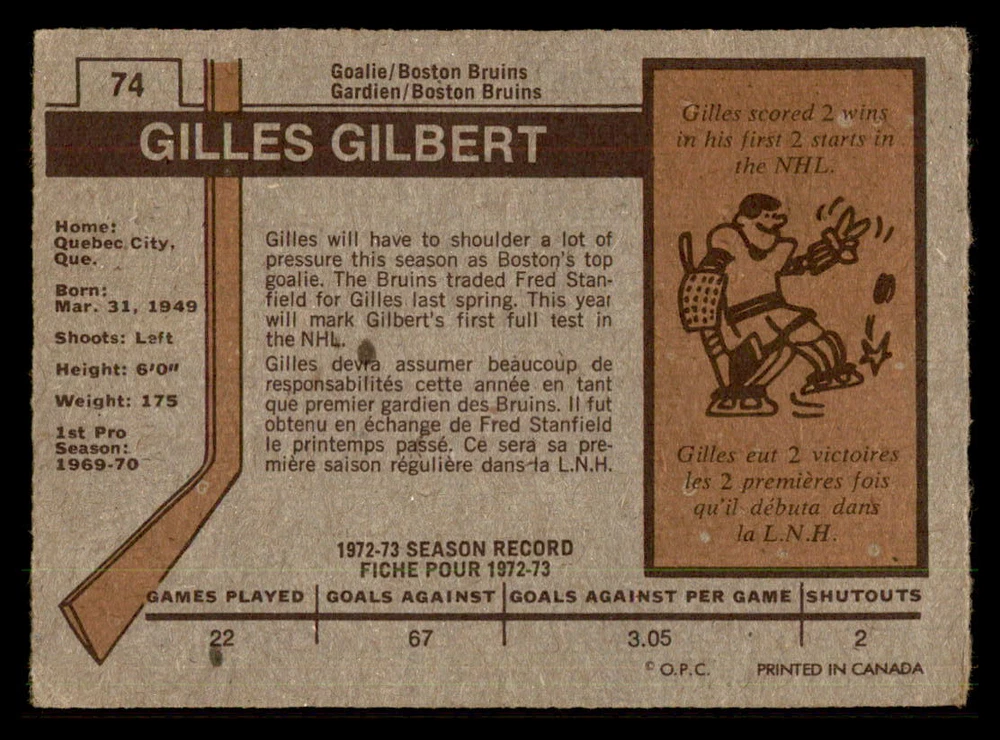 74
Goalie/Boston Bruins
Gardien/Boston Bruins
GILLES GILBERT
Home:
Quebec City,
Que.
Born:
Mar. 31, 1949
Shoots: Left
Height: 6'0"
Weight: 175
1st Pro
Season:
1969-70
Gilles will have to shoulder a lot of
pressure this season as Boston's top
goalie. The Bruins traded Fred Stan-
field for Gilles last spring. This year
will mark Gilbert's first full test in
the NHL.
Gilles devra assumer beaucoup de
responsabilités cette année en tant
que premier gardien des Bruins. Il fut
obtenu en échange de Fred Stanfield
le printemps passé. Ce sera sa pre-
mière saison régulière dans la L.N.H.
Gilles scored 2 wins
in his first 2 starts in
the NHL.
Gilles eut 2 victoires
les 2 premières fois
qu'il débuta dans
la L.N.H.
1972-73 SEASON RECORD
FICHE POUR 1972-73
GAMES PLAYED GOALS AGAINST GOALS AGAINST PER GAME SHUTOUTS
22 67 3.05 2
© O.P.C. PRINTED IN CANADA